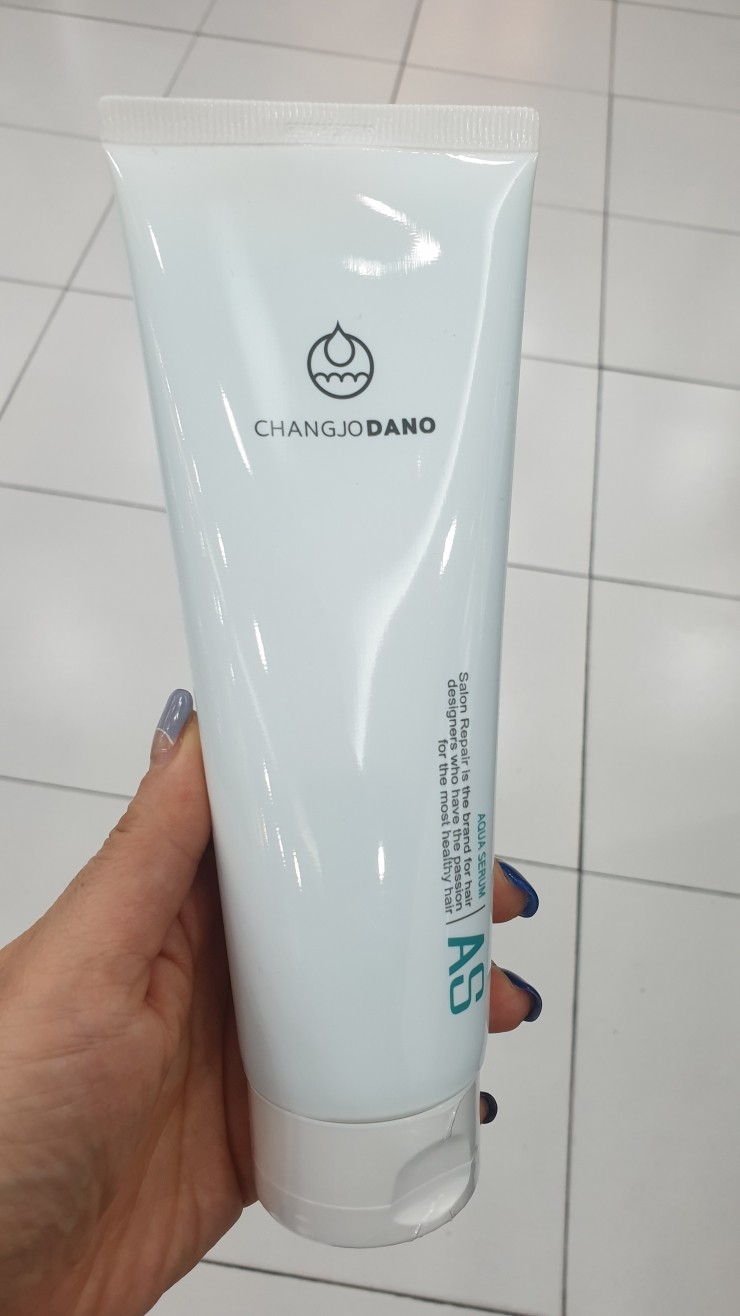 CHANGJODANO
AQUA SERUM
Salon Repair is the brand for hair
designers who have the passion
for the most healthy hair
AS